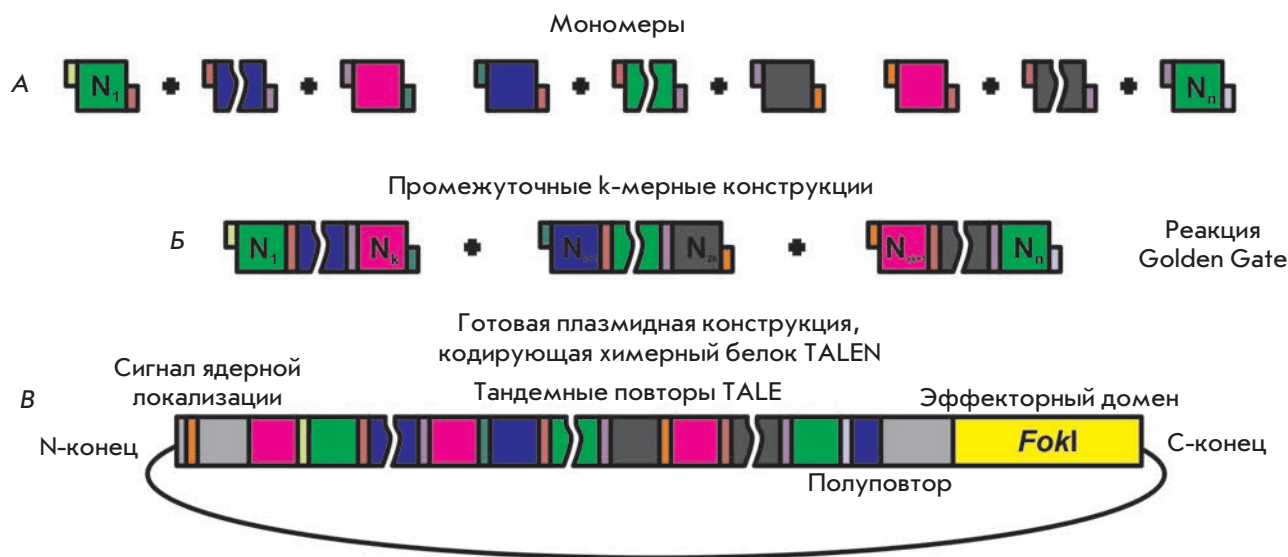 Мономеры
А
N1
Nn
Промежуточные k-мерные конструкции
Б
N1
Nk
N2k
Nn
Реакция
Golden Gate
Готовая плазмидная конструкция,
кодирующая химерный белок TALEN
Сигнал ядерной
локализации
Тандемные повторы TALE
Эффекторный домен
В
N-конец
FokI
С-конец
Полуповтор